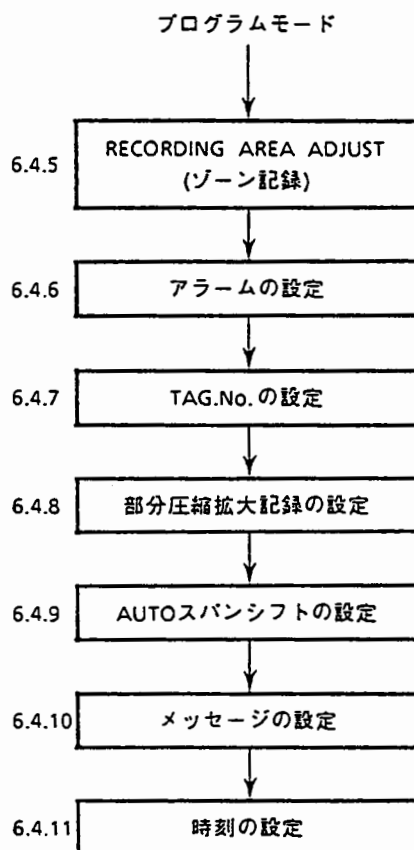 プログラムモード
6.4.5 RECORDING AREA ADJUST
(ゾーン記録)
6.4.6 アラームの設定
6.4.7 TAG.No.の設定
6.4.8 部分圧縮拡大記録の設定
6.4.9 AUTOスパンシフトの設定
6.4.10 メッセージの設定
6.4.11 時刻の設定